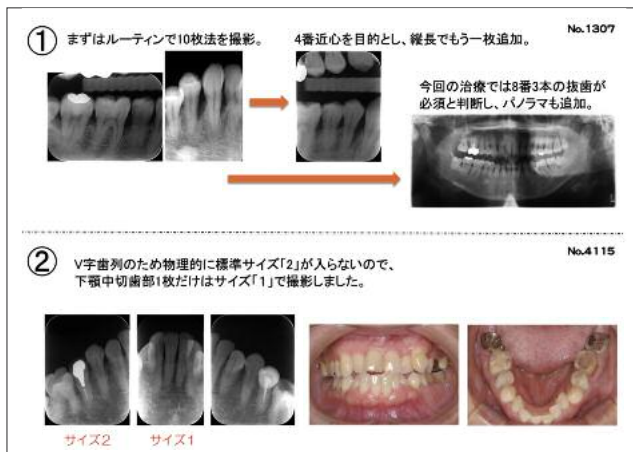 No.1307
① まずはルーティンで10枚法を撮影。
4番近心を目的とし、縦長でもう一枚追加。
今回の治療では8番3本の抜歯が
必須と判断し、パノラマも追加。
No.4115
② V字歯列のため物理的に標準サイズ「2」が入らないので、
下顎中切歯部1枚だけはサイズ「1」で撮影しました。
サイズ2
サイズ1